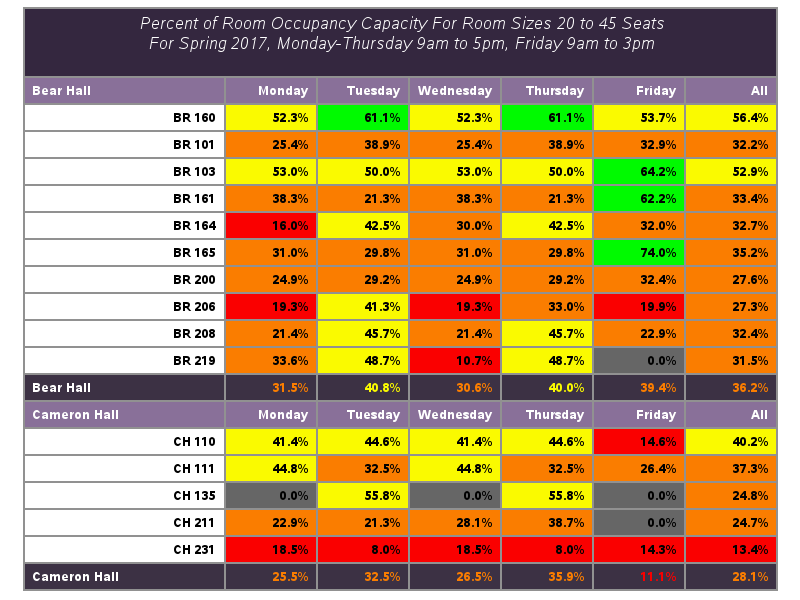 Percent of Room Occupancy Capacity For Room Sizes 20 to 45 Seats
For Spring 2017, Monday-Thursday 9am to 5pm, Friday 9am to 3pm
Bear Hall Monday Tuesday Wednesday Thursday Friday All
BR 160 52.3% 61.1% 52.3% 61.1% 53.7% 56.4%
BR 101 25.4% 38.9% 25.4% 38.9% 32.9% 32.2%
BR 103 53.0% 50.0% 53.0% 50.0% 64.2% 52.9%
BR 161 38.3% 21.3% 38.3% 21.3% 62.2% 33.4%
BR 164 16.0% 42.5% 30.0% 42.5% 32.0% 32.7%
BR 165 31.0% 29.8% 31.0% 29.8% 74.0% 35.2%
BR 200 24.9% 29.2% 24.9% 29.2% 32.4% 27.6%
BR 206 19.3% 41.3% 19.3% 33.0% 19.9% 27.3%
BR 208 21.4% 45.7% 21.4% 45.7% 22.9% 32.4%
BR 219 33.6% 48.7% 10.7% 48.7% 0.0% 31.5%
Bear Hall 31.5% 40.8% 30.6% 40.0% 39.4% 36.2%
Cameron Hall Monday Tuesday Wednesday Thursday Friday All
CH 110 41.4% 44.6% 41.4% 44.6% 14.6% 40.2%
CH 111 44.8% 32.5% 44.8% 32.5% 26.4% 37.3%
CH 135 0.0% 55.8% 0.0% 55.8% 0.0% 24.8%
CH 211 22.9% 21.3% 28.1% 38.7% 0.0% 24.7%
CH 231 18.5% 8.0% 18.5% 8.0% 14.3% 13.4%
Cameron Hall 25.5% 32.5% 26.5% 35.9% 11.1% 28.1%